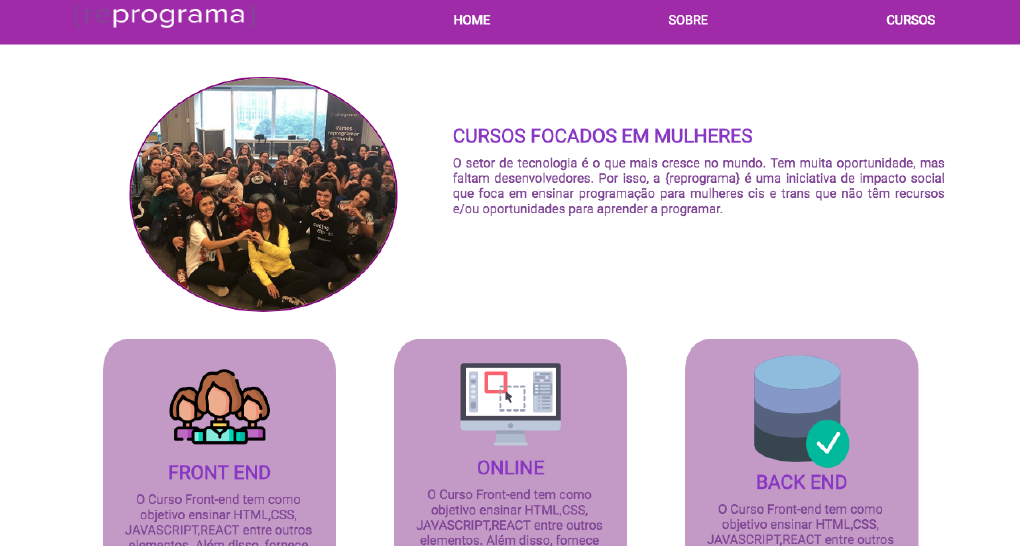 {reprograma}
HOME
SOBRE
CURSOS
Vamos
reprogramar
mundo
CURSOS FOCADOS EM MULHERES
O setor de tecnologia é o que mais cresce no mundo. Tem muita oportunidade, mas
faltam desenvolvedores. Por isso, a {reprograma} é uma iniciativa de impacto social
que foca em ensinar programação para mulheres cis e trans que não têm recursos
e/ou oportunidades para aprender a programar.
FRONT END
O Curso Front-end tem como
objetivo ensinar HTML,CSS,
JAVASCRIPT,REACT entre outros
elementos. Além disso, fornece
ONLINE
O Curso Front-end tem como
objetivo ensinar HTML,CSS,
JAVASCRIPT,REACT entre outros
elementos. Além disso, fornece
BACK END
O Curso Front-end tem como
objetivo ensinar HTML,CSS,
JAVASCRIPT,REACT entre outros